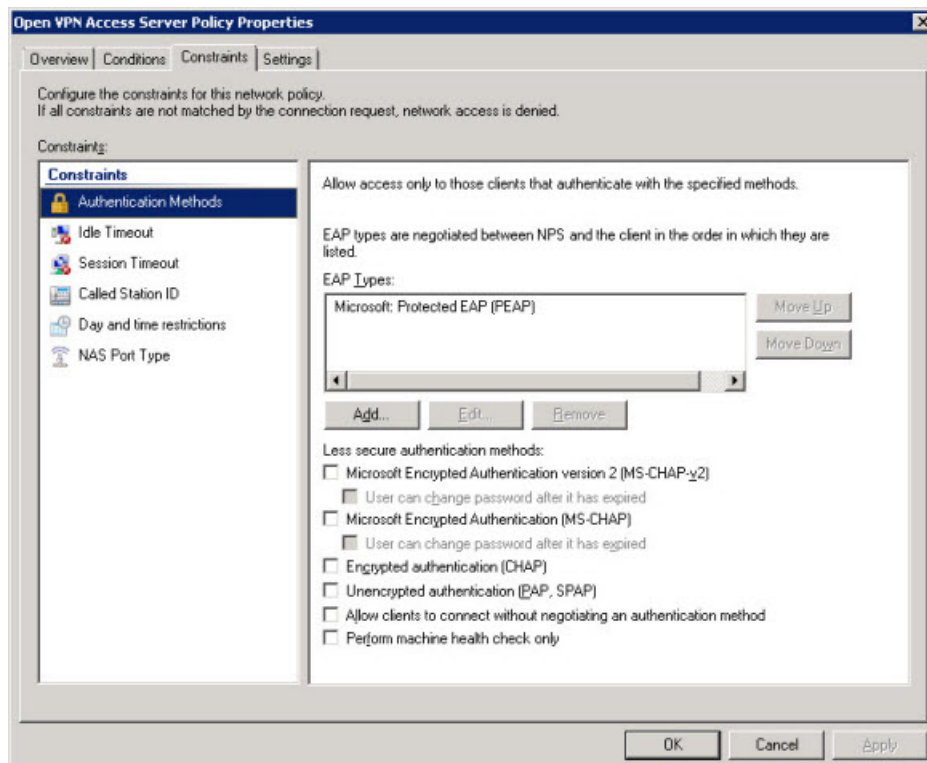 Open VPN Access Server Policy Properties
Overview Conditions Constraints Settings
Configure the constraints for this network policy.
If all constraints are not matched by the connection request, network access is denied.
Constraints:
Constraints
Authentication Methods
Idle Timeout
Session Timeout
Called Station ID
Day and time restrictions
NAS Port Type
Allow access only to those clients that authenticate with the specified methods.
EAP types are negotiated between NPS and the client in the order in which they are
listed.
EAP Types:
Microsoft: Protected EAP (PEAP)
Move Up
Move Down
Add... Edit... Remove
Less secure authentication methods:
Microsoft Encrypted Authentication version 2 (MS-CHAP-v2)
User can change password after it has expired
Microsoft Encrypted Authentication (MS-CHAP)
User can change password after it has expired
Encrypted authentication (CHAP)
Unencrypted authentication (PAP, SPAP)
Allow clients to connect without negotiating an authentication method
Perform machine health check only
OK Cancel Apply